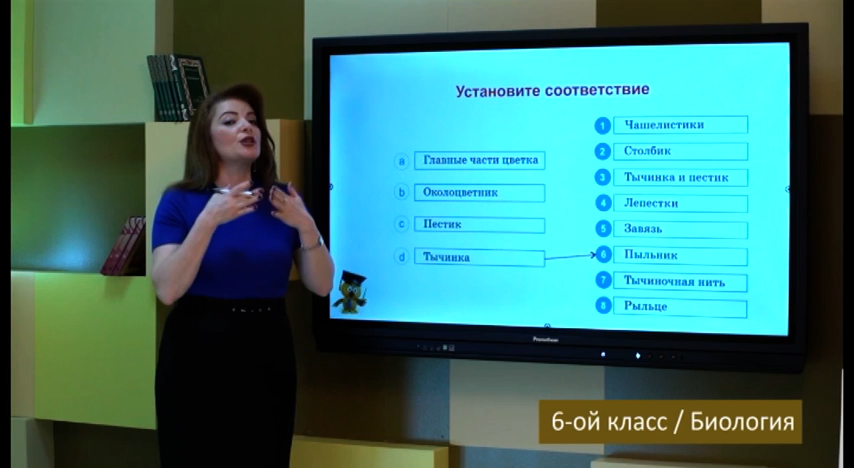 Установите соответствие
a Главные части цветка
b Околоцветник
c Пестик
d Тычинка
1 Чашелистики
2 Столбик
3 Тычинка и пестик
4 Лепестки
5 Завязь
6 Пыльник
7 Тычиночная нить
8 Рыльце
Promethean
6-ой класс / Биология